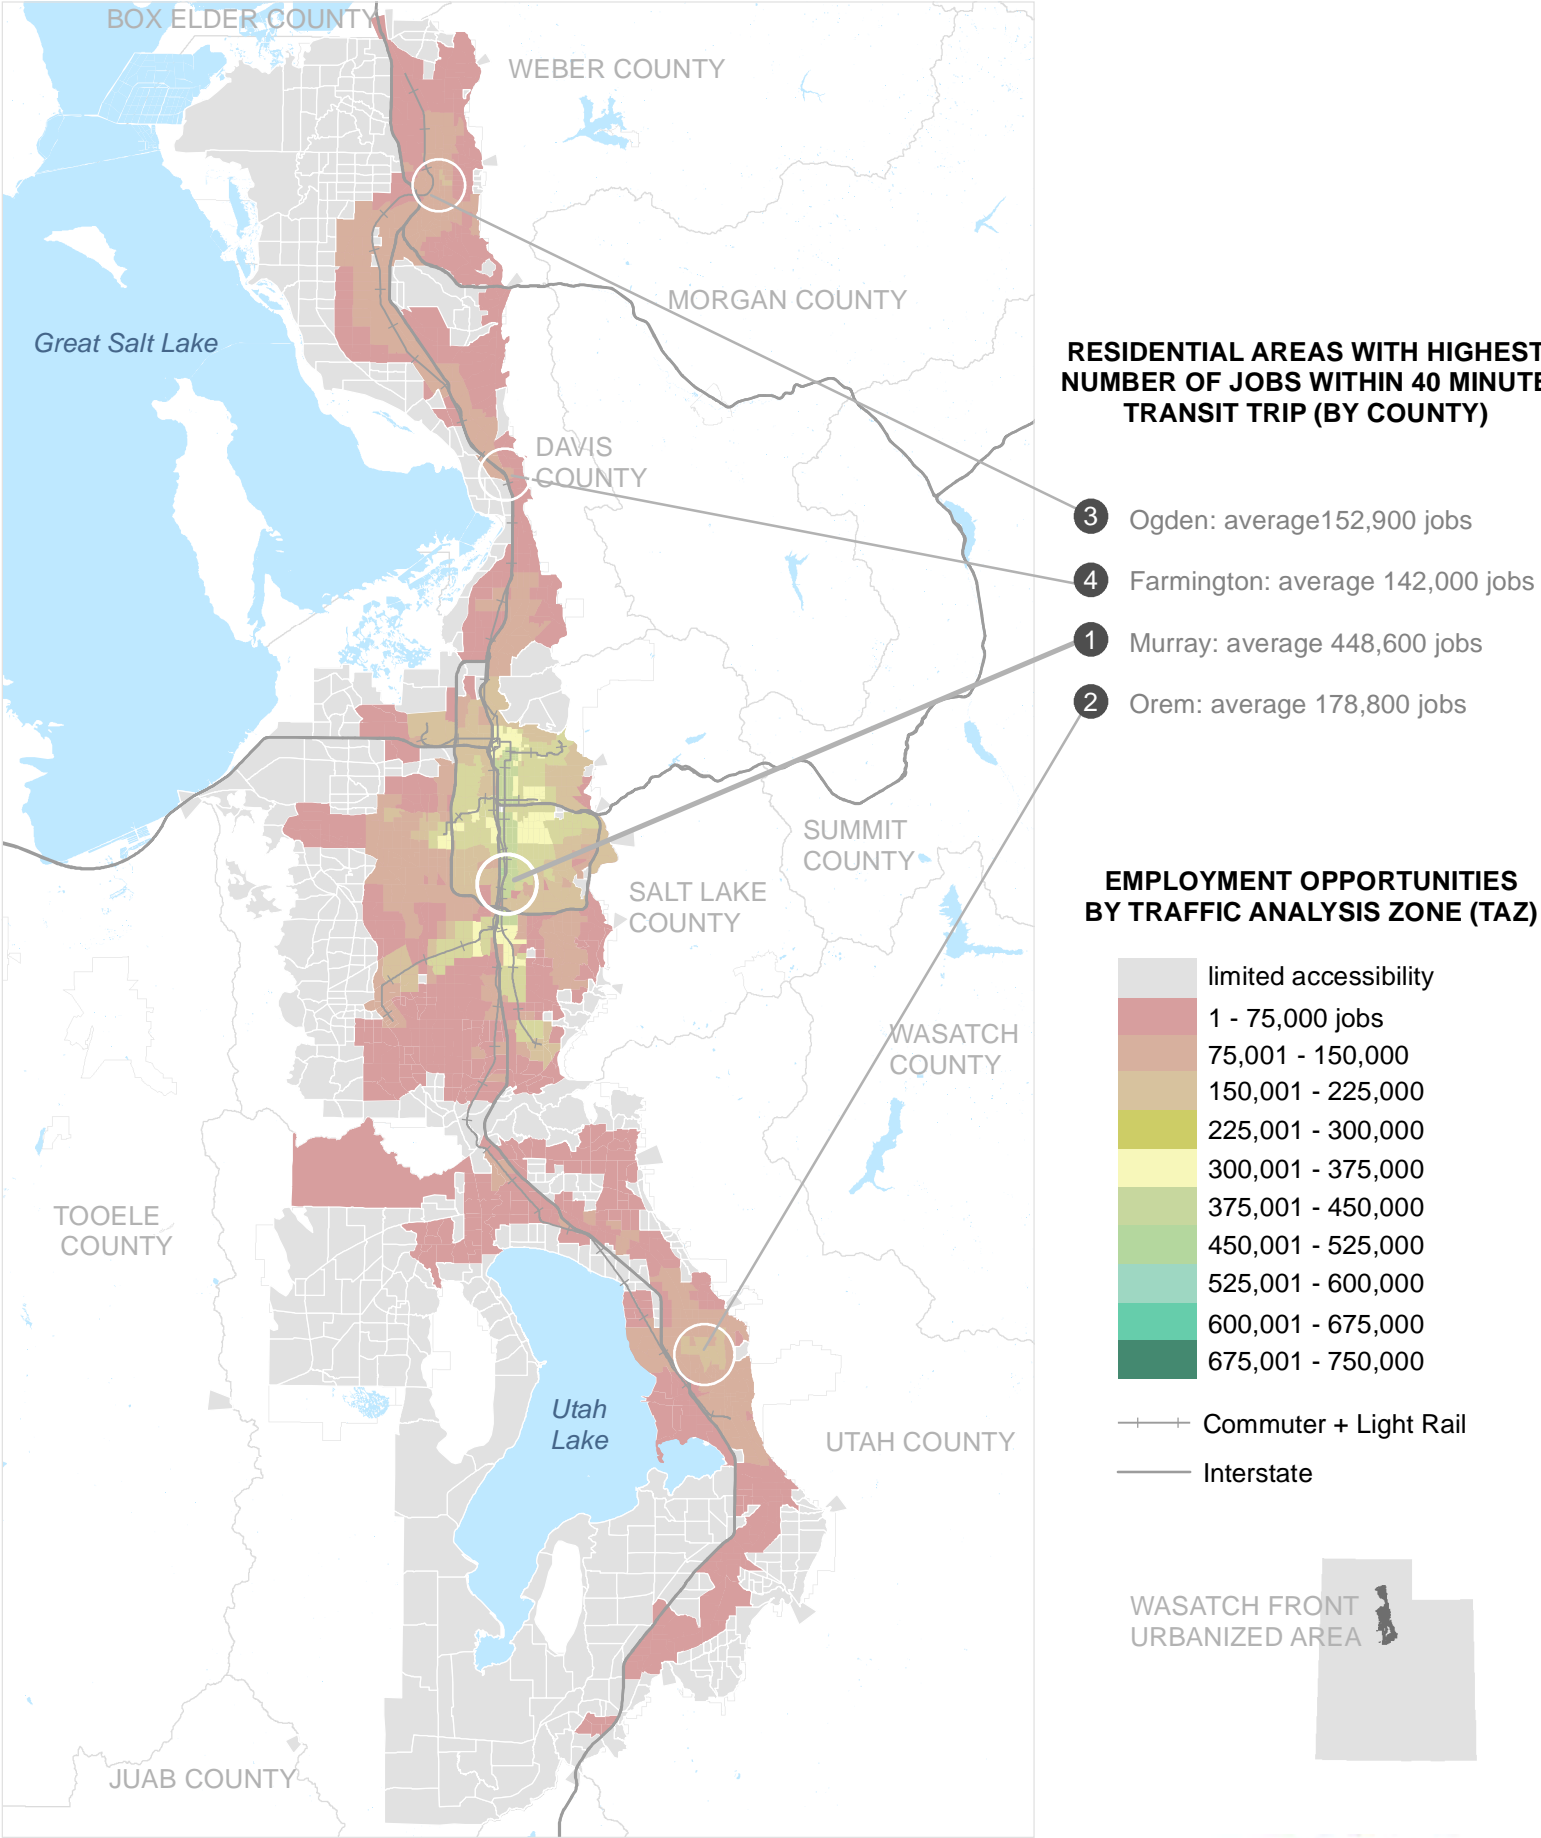 BOX ELDER COUNTY
WEBER COUNTY
MORGAN COUNTY
Great Salt Lake
DAVIS
COUNTY
SUMMIT
COUNTY
SALT LAKE
COUNTY
WASATCH
COUNTY
TOOELE
COUNTY
Utah
Lake
UTAH COUNTY
JUAB COUNTY
RESIDENTIAL AREAS WITH HIGHEST
NUMBER OF JOBS WITHIN 40 MINUTE
TRANSIT TRIP (BY COUNTY)
3 Ogden: average152,900 jobs
4 Farmington: average 142,000 jobs
1 Murray: average 448,600 jobs
2 Orem: average 178,800 jobs
EMPLOYMENT OPPORTUNITIES
BY TRAFFIC ANALYSIS ZONE (TAZ)
limited accessibility
1 - 75,000 jobs
75,001 - 150,000
150,001 - 225,000
225,001 - 300,000
300,001 - 375,000
375,001 - 450,000
450,001 - 525,000
525,001 - 600,000
600,001 - 675,000
675,001 - 750,000
Commuter + Light Rail
Interstate
WASATCH FRONT
URBANIZED AREA